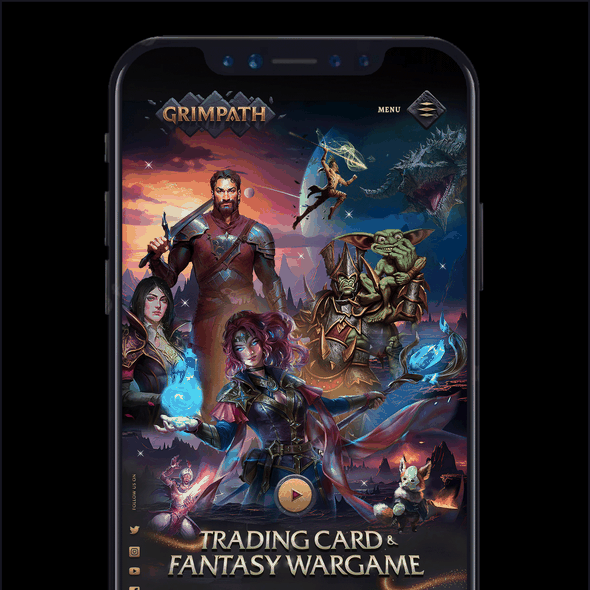 GRIMPATH
MENU
FOLLOW US ON
TRADING CARD &
FANTASY WARGAME